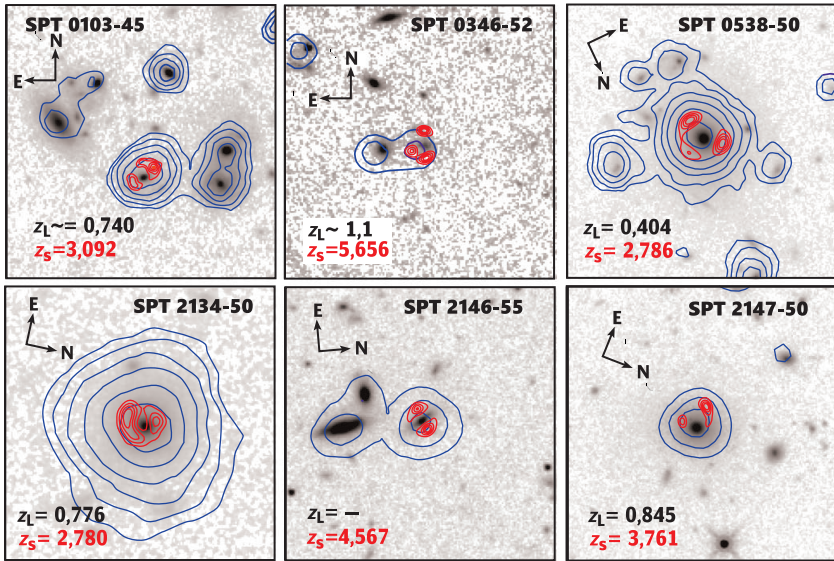 SPT 0103-45
N
E
z_L~= 0,740
z_s=3,092
SPT 0346-52
N
E
z_L~ 1,1
z_s=5,656
SPT 0538-50
E
N
z_L= 0,404
z_s= 2,786
SPT 2134-50
E
N
z_L= 0,776
z_s= 2,780
SPT 2146-55
E
N
z_L= –
z_s=4,567
SPT 2147-50
E
N
z_L= 0,845
z_s= 3,761